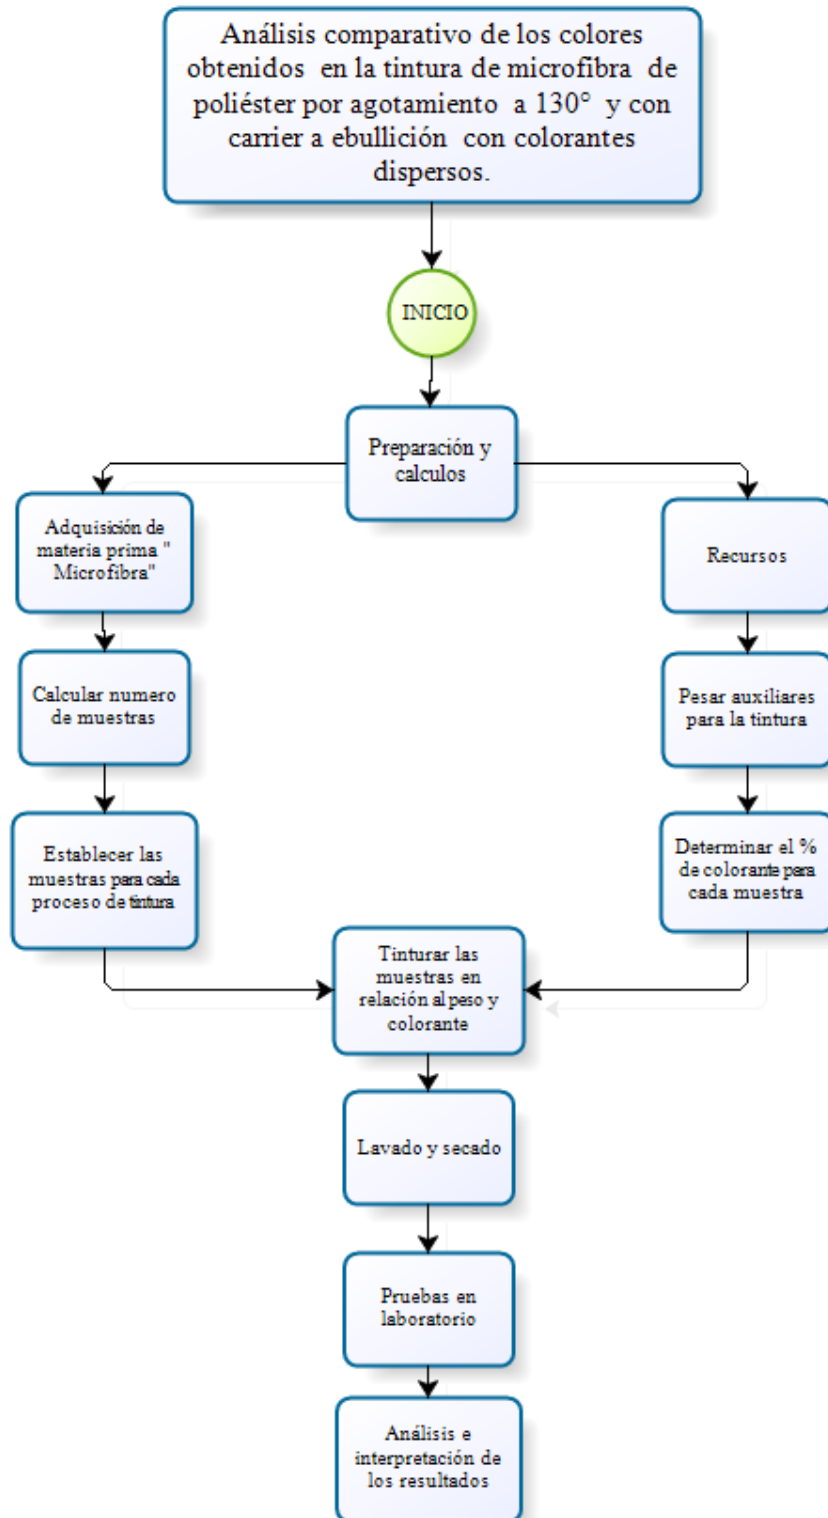 Análisis comparativo de los colores
obtenidos en la tintura de microfibra de
poliéster por agotamiento a 130° y con
carrier a ebullición con colorantes
dispersos.
INICIO
Preparación y
calculos
Adquisición de
materia prima "
Microfibra"
Recursos
Calcular numero
de muestras
Pesar auxiliares
para la tintura
Establecer las
muestras para cada
proceso de tintura
Determinar el %
de colorante para
cada muestra
Tinturar las
muestras en
relación al peso y
colorante
Lavado y secado
Pruebas en
laboratorio
Análisis e
interpretación de
los resultados